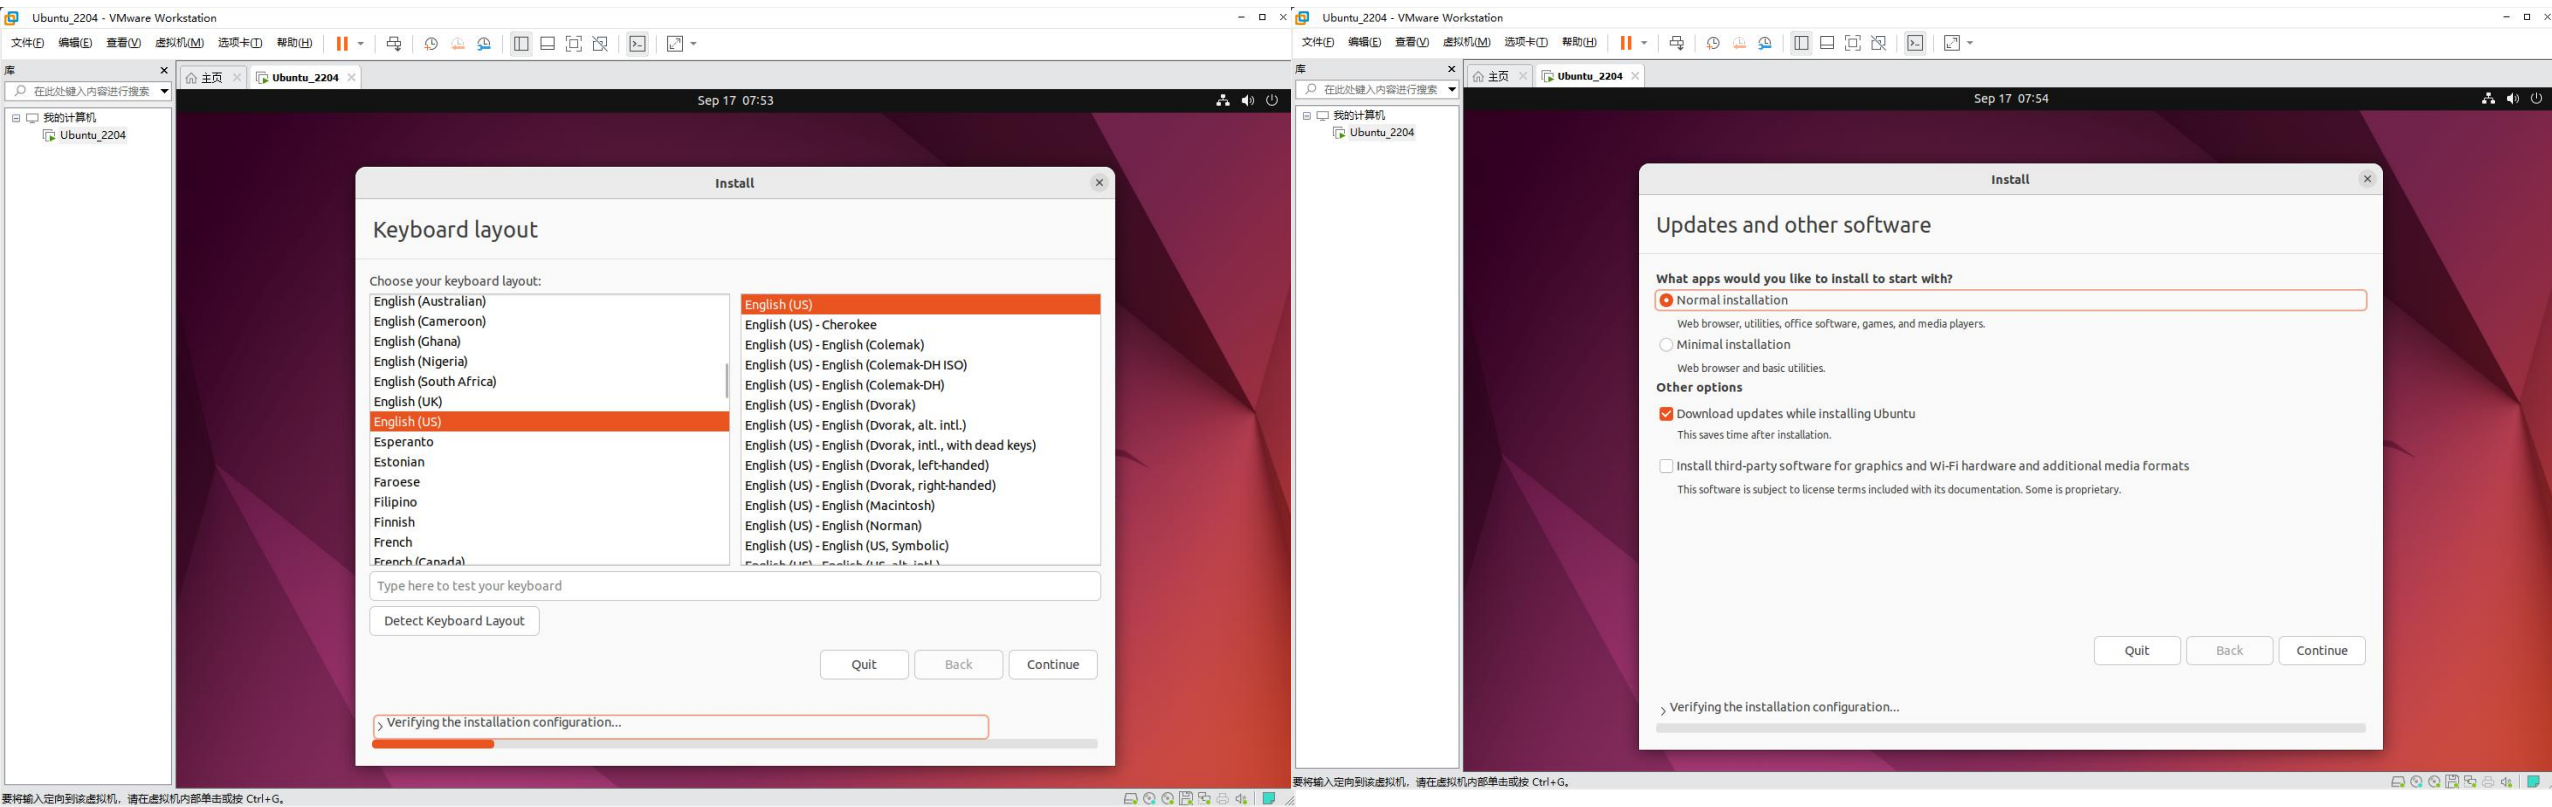 Ubuntu_2204 - VMware Workstation
文件(F) 编辑(E) 查看(V) 虚拟机(M) 选项卡(T) 帮助(H)
库
在此处键入内容进行搜索
我的计算机
Ubuntu_2204
主页
Ubuntu_2204
Sep 17 07:53
Install
Keyboard layout
Choose your keyboard layout:
English (Australian)
English (Cameroon)
English (Ghana)
English (Nigeria)
English (South Africa)
English (UK)
English (US)
Esperanto
Estonian
Faroese
Filipino
Finnish
French
French (Canada)
English (US)
English (US) - Cherokee
English (US) - English (Colemak)
English (US) - English (Colemak-DH ISO)
English (US) - English (Colemak-DH)
English (US) - English (Dvorak)
English (US) - English (Dvorak, alt. intl.)
English (US) - English (Dvorak, intl., with dead keys)
English (US) - English (Dvorak, left-handed)
English (US) - English (Dvorak, right-handed)
English (US) - English (Macintosh)
English (US) - English (Norman)
English (US) - English (US, Symbolic)
English (US) - English (US, alt. intl.)
Type here to test your keyboard
Detect Keyboard Layout
Quit Back Continue
Verifying the installation configuration...
要将输入定向到该虚拟机，请在虚拟机内部单击或按 Ctrl+G。
Ubuntu_2204 - VMware Workstation
文件(F) 编辑(E) 查看(V) 虚拟机(M) 选项卡(T) 帮助(H)
库
在此处键入内容进行搜索
我的计算机
Ubuntu_2204
主页
Ubuntu_2204
Sep 17 07:54
Install
Updates and other software
What apps would you like to install to start with?
Normal installation
Web browser, utilities, office software, games, and media players.
Minimal installation
Web browser and basic utilities.
Other options
Download updates while installing Ubuntu
This saves time after installation.
Install third-party software for graphics and Wi-Fi hardware and additional media formats
This software is subject to license terms included with its documentation. Some is proprietary.
Quit Back Continue
Verifying the installation configuration...
要将输入定向到该虚拟机，请在虚拟机内部单击或按 Ctrl+G。